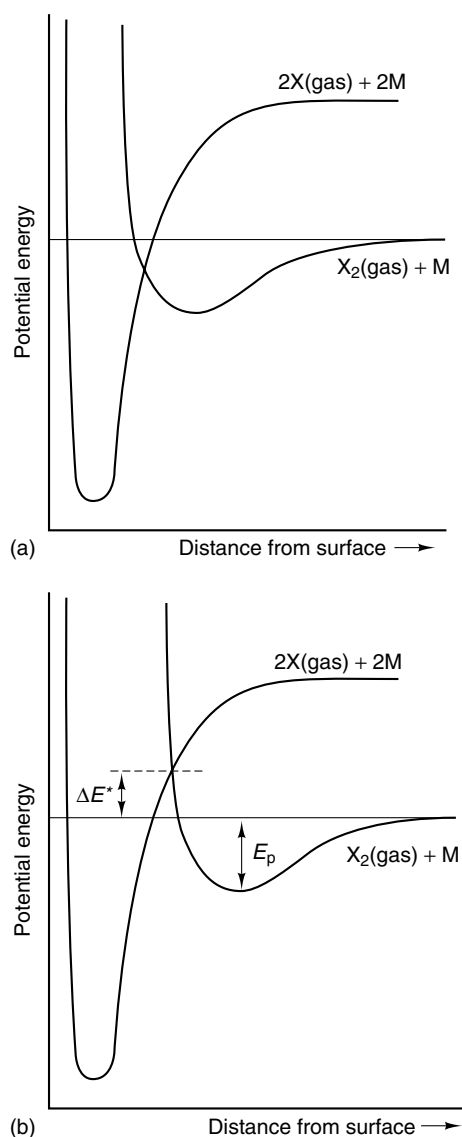 2X(gas) + 2M
X₂(gas) + M
Potential energy
(a)
Distance from surface →
2X(gas) + 2M
ΔE*
Eₚ
X₂(gas) + M
Potential energy
(b)
Distance from surface →